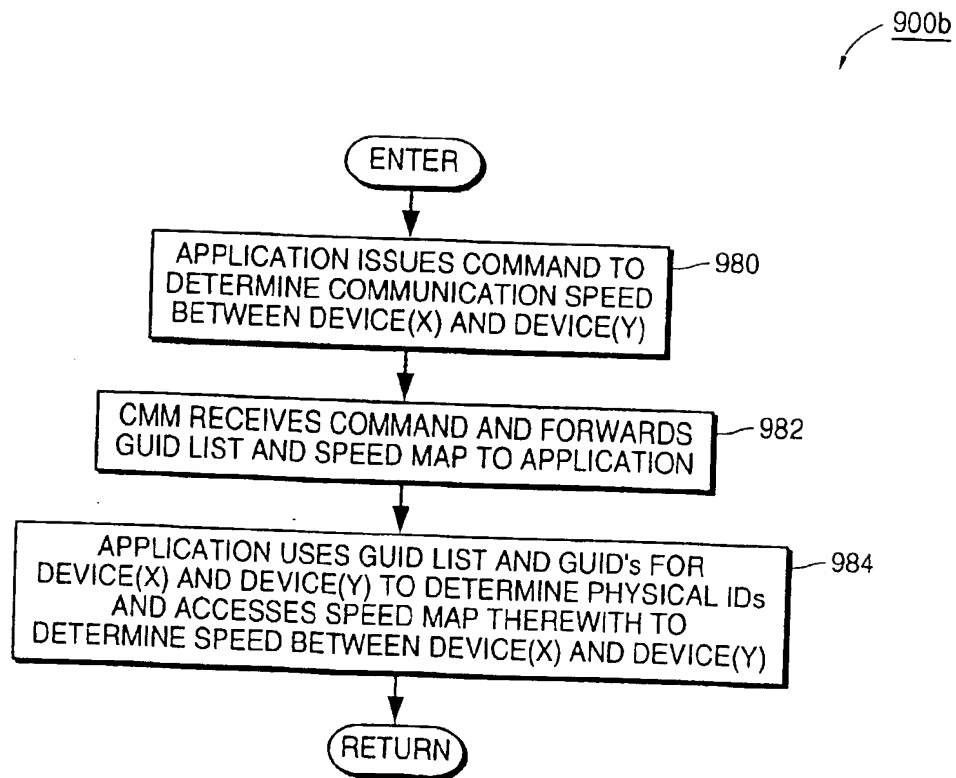 900b
ENTER
APPLICATION ISSUES COMMAND TO
DETERMINE COMMUNICATION SPEED
BETWEEN DEVICE(X) AND DEVICE(Y)
980
CMM RECEIVES COMMAND AND FORWARDS
GUID LIST AND SPEED MAP TO APPLICATION
982
APPLICATION USES GUID LIST AND GUID's FOR
DEVICE(X) AND DEVICE(Y) TO DETERMINE PHYSICAL IDs
AND ACCESSES SPEED MAP THEREWITH TO
DETERMINE SPEED BETWEEN DEVICE(X) AND DEVICE(Y)
984
RETURN